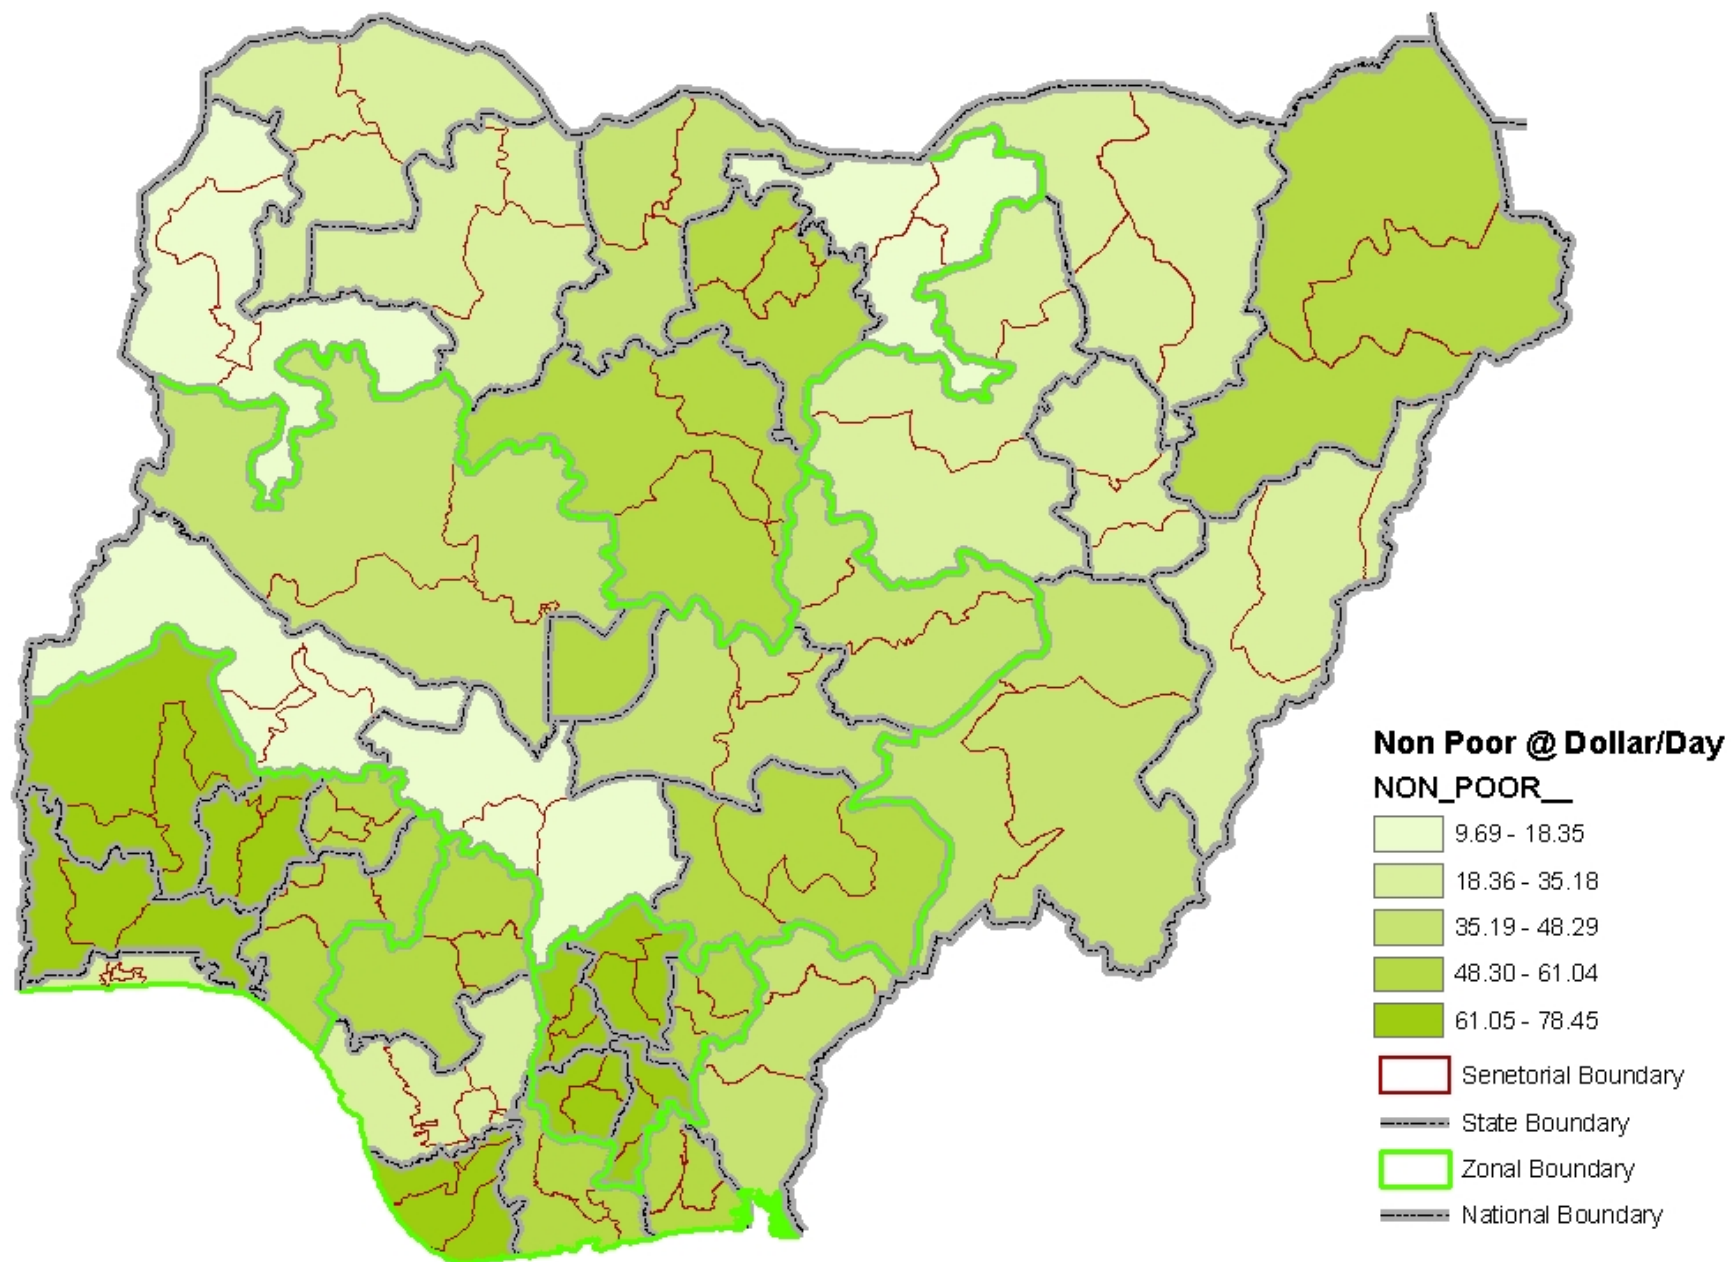 Non Poor @ Dollar/Day
NON_POOR__
9.69 - 18.35
18.36 - 35.18
35.19 - 48.29
48.30 - 61.04
61.05 - 78.45
Senetorial Boundary
State Boundary
Zonal Boundary
National Boundary